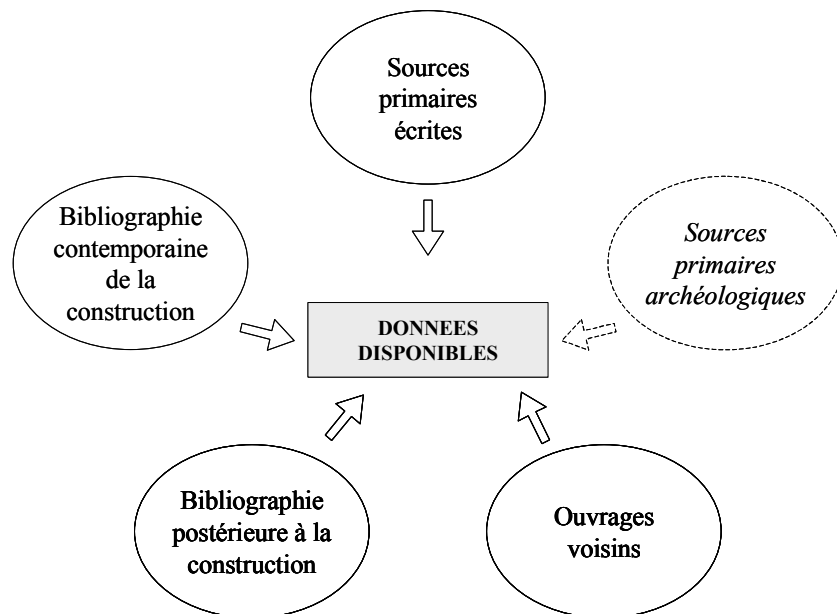 Sources
primaires
écrites
Bibliographie
contemporaine
de la
construction
Sources
primaires
archéologiques
DONNEES
DISPONIBLES
Bibliographie
postérieure à la
construction
Ouvrages
voisins